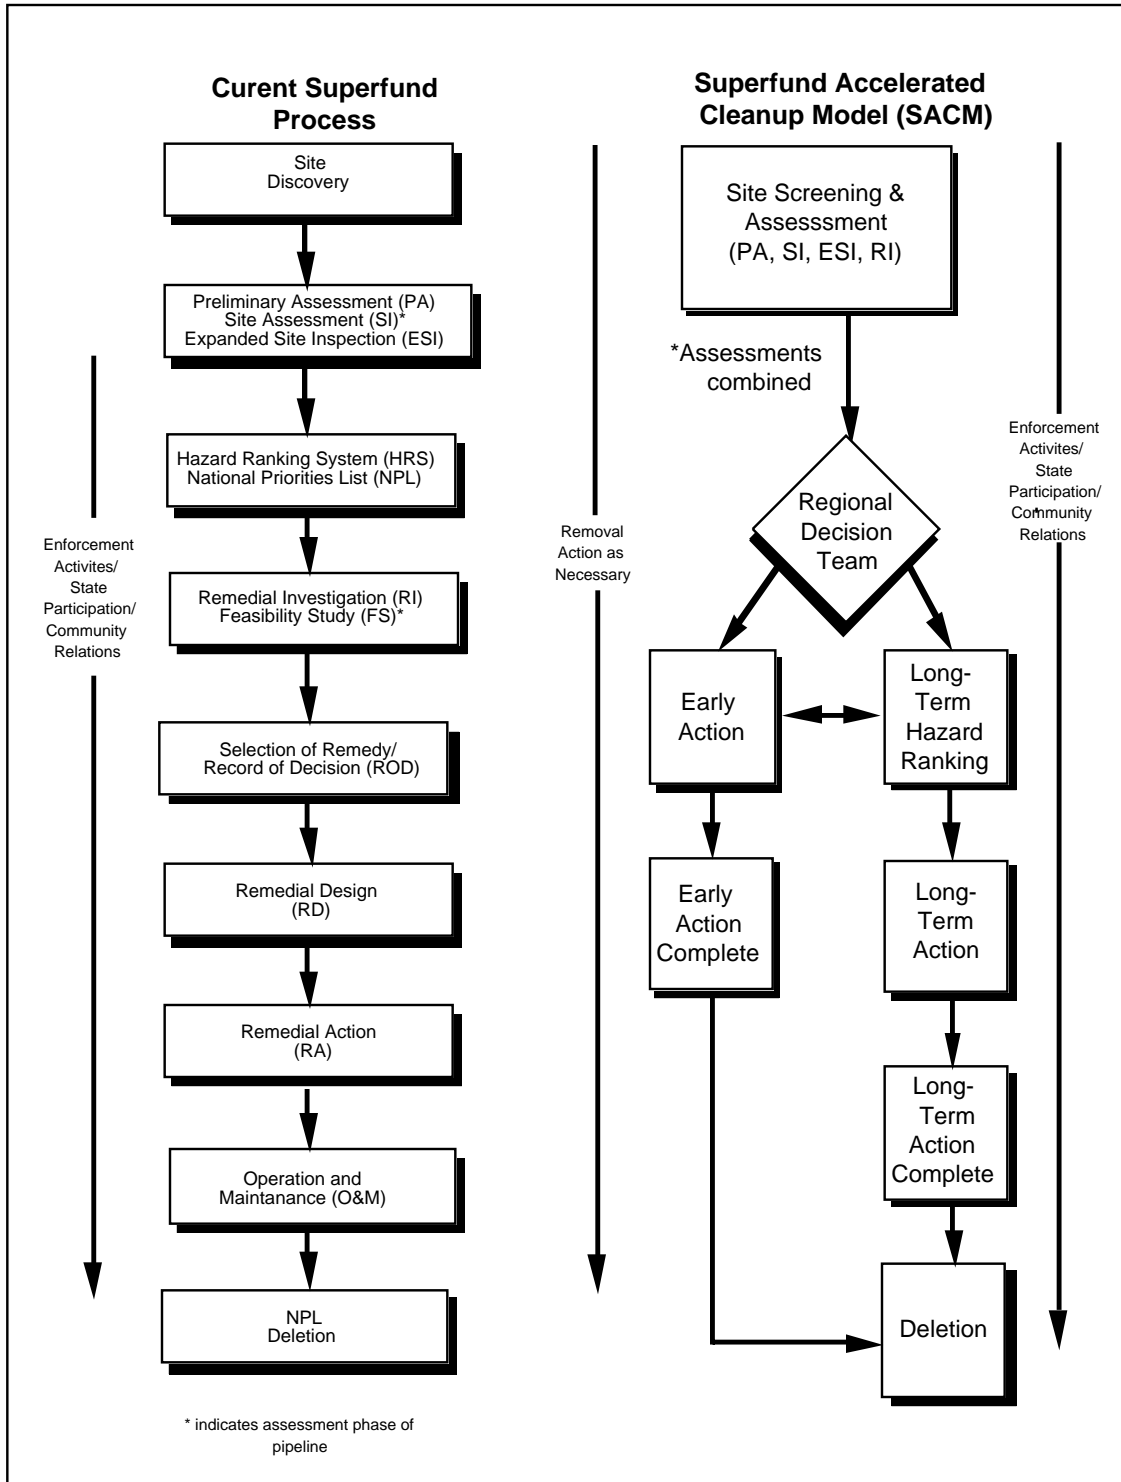 Curent Superfund
Process
Site
Discovery
Preliminary Assessment (PA)
Site Assessment (SI)*
Expanded Site Inspection (ESI)
Hazard Ranking System (HRS)
National Priorities List (NPL)
Enforcement
Activites/
State
Participation/
Community
Relations
Remedial Investigation (RI)
Feasibility Study (FS)*
Selection of Remedy/
Record of Decision (ROD)
Remedial Design
(RD)
Remedial Action
(RA)
Operation and
Maintanance (O&M)
NPL
Deletion
* indicates assessment phase of
pipeline
Superfund Accelerated
Cleanup Model (SACM)
Site Screening &
Assesssment
(PA, SI, ESI, RI)
*Assessments
combined
Removal
Action as
Necessary
Regional
Decision
Team
Enforcement
Activites/
State
Participation/
Community
Relations
Early
Action
Long-
Term
Hazard
Ranking
Early
Action
Complete
Long-
Term
Action
Long-
Term
Action
Complete
Deletion